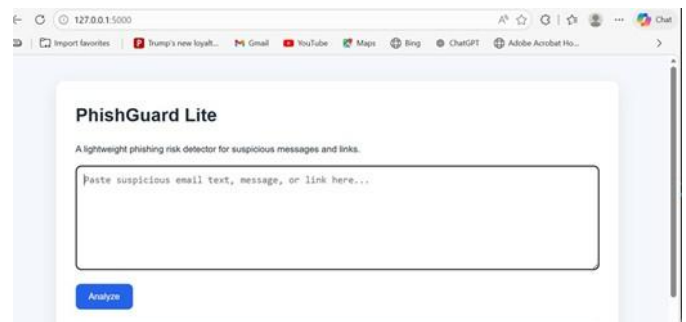 127.0.0.1:5000
Chat
Import favorites Trump's new loyalt... Gmail YouTube Maps Bing ChatGPT Adobe Acrobat Ho...
PhishGuard Lite
A lightweight phishing risk detector for suspicious messages and links.
Paste suspicious email text, message, or link here...
Analyze